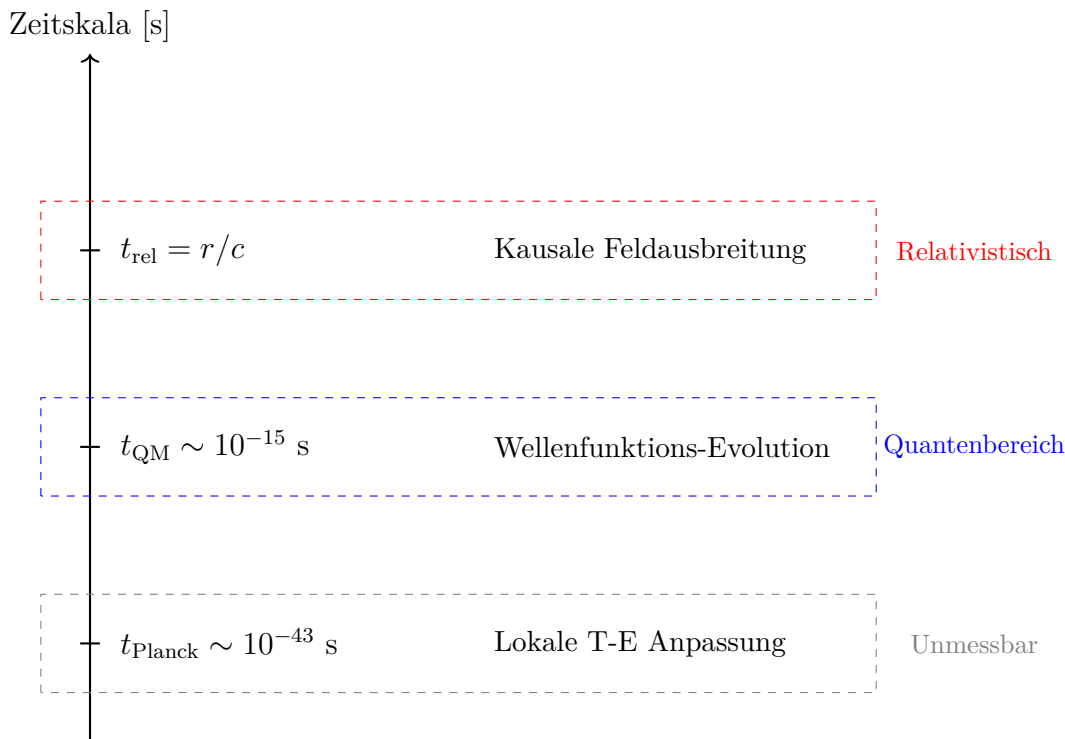 Zeitskala [s]
t_rel = r/c Kausale Feldausbreitung Relativistisch
t_QM ∼ 10⁻¹⁵ s Wellenfunktions-Evolution Quantenbereich
t_Planck ∼ 10⁻⁴³ s Lokale T-E Anpassung Unmessbar